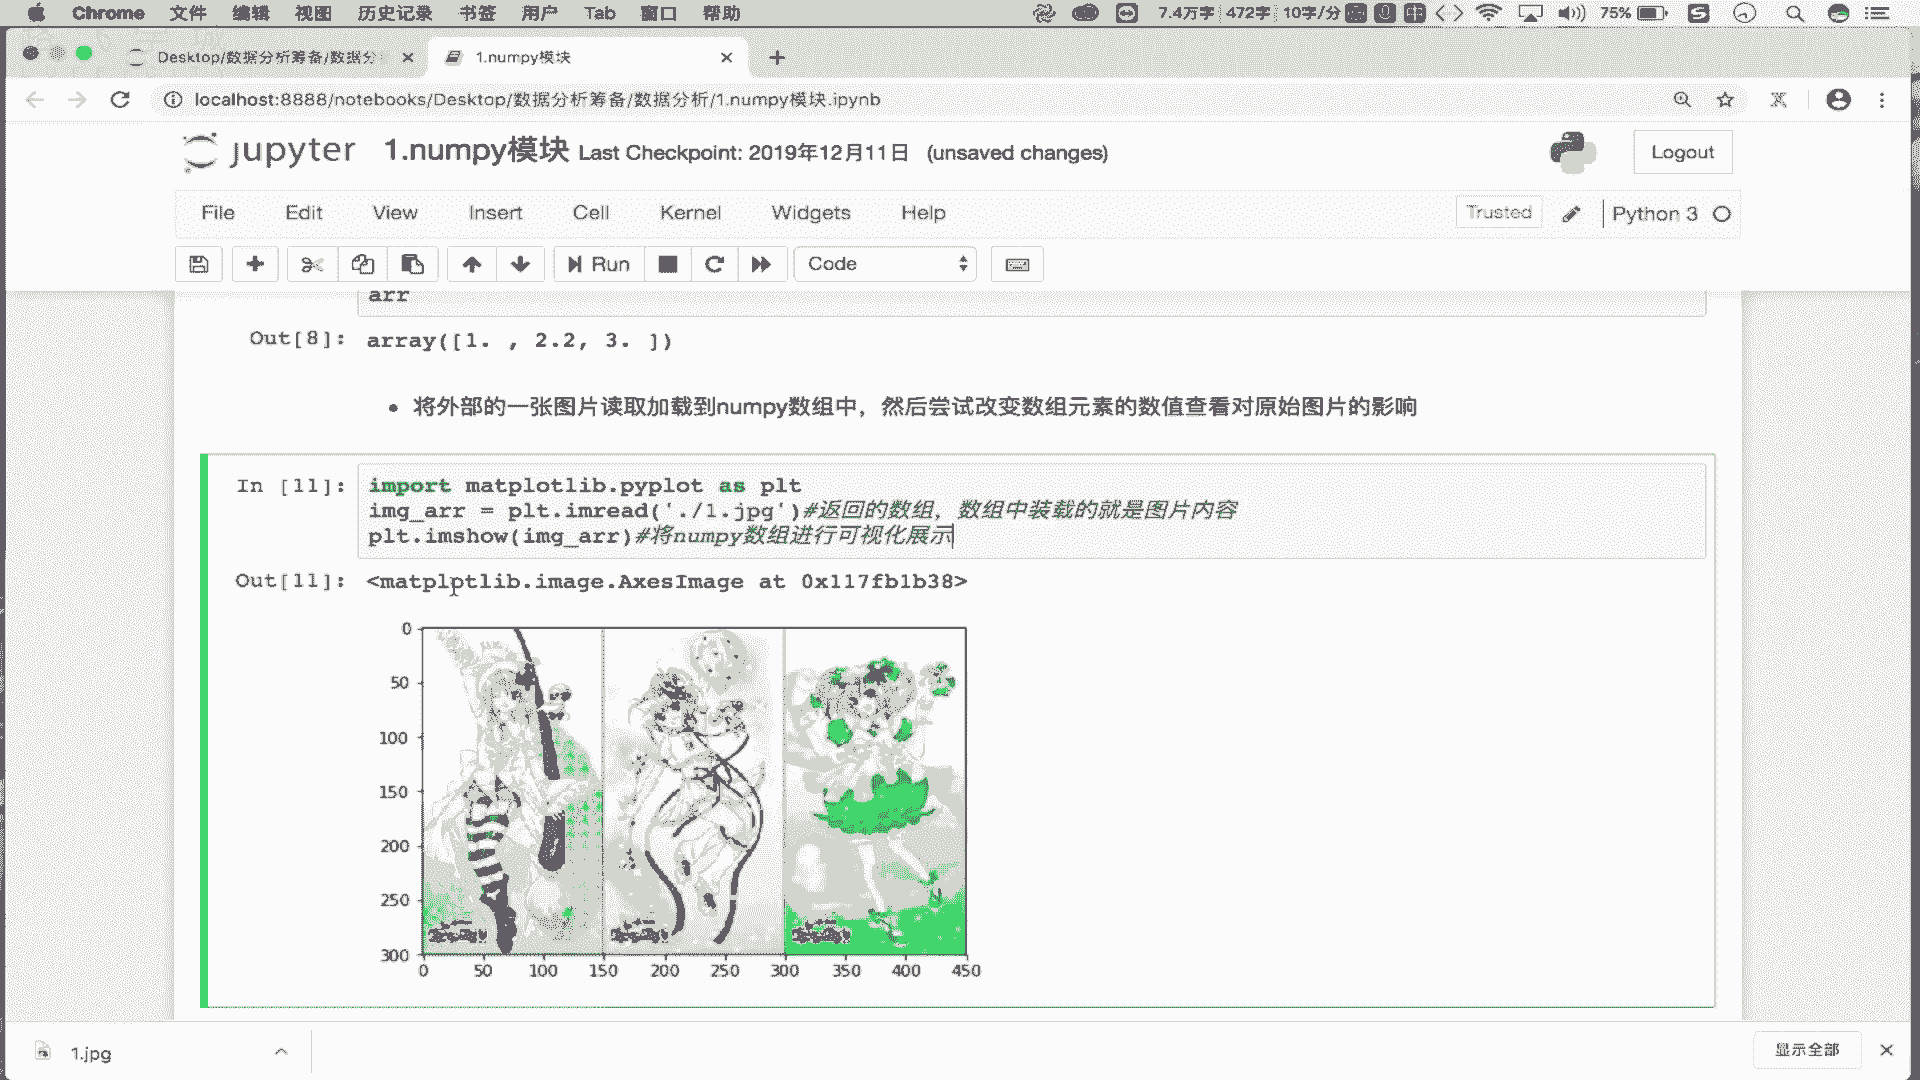 Chrome 文件 编辑 视图 历史记录 书签 用户 Tab 窗口 帮助 7.4万字 472字 10字/分 中 75% S
Desktop/数据分析筹备/数据分 1.numpy模块
localhost:8888/notebooks/Desktop/数据分析筹备/数据分析/1.numpy模块.ipynb
jupyter 1.numpy模块 Last Checkpoint: 2019年12月11日 (unsaved changes) Logout
File Edit View Insert Cell Kernel Widgets Help Trusted Python 3
Run Code
arr
Out[8]: array([1. , 2.2, 3. ])
• 将外部的一张图片读取加载到numpy数组中，然后尝试改变数组元素的数值查看对原始图片的影响
In [11]: import matplotlib.pyplot as plt
img_arr = plt.imread('./1.jpg')#返回的数组，数组中装载的就是图片内容
plt.imshow(img_arr)#将numpy数组进行可视化展示
Out[11]: <matplotlib.image.AxesImage at 0x117fb1b38>
0
50
100
150
200
250
300
0 50 100 150 200 250 300 350 400 450
1.jpg 显示全部